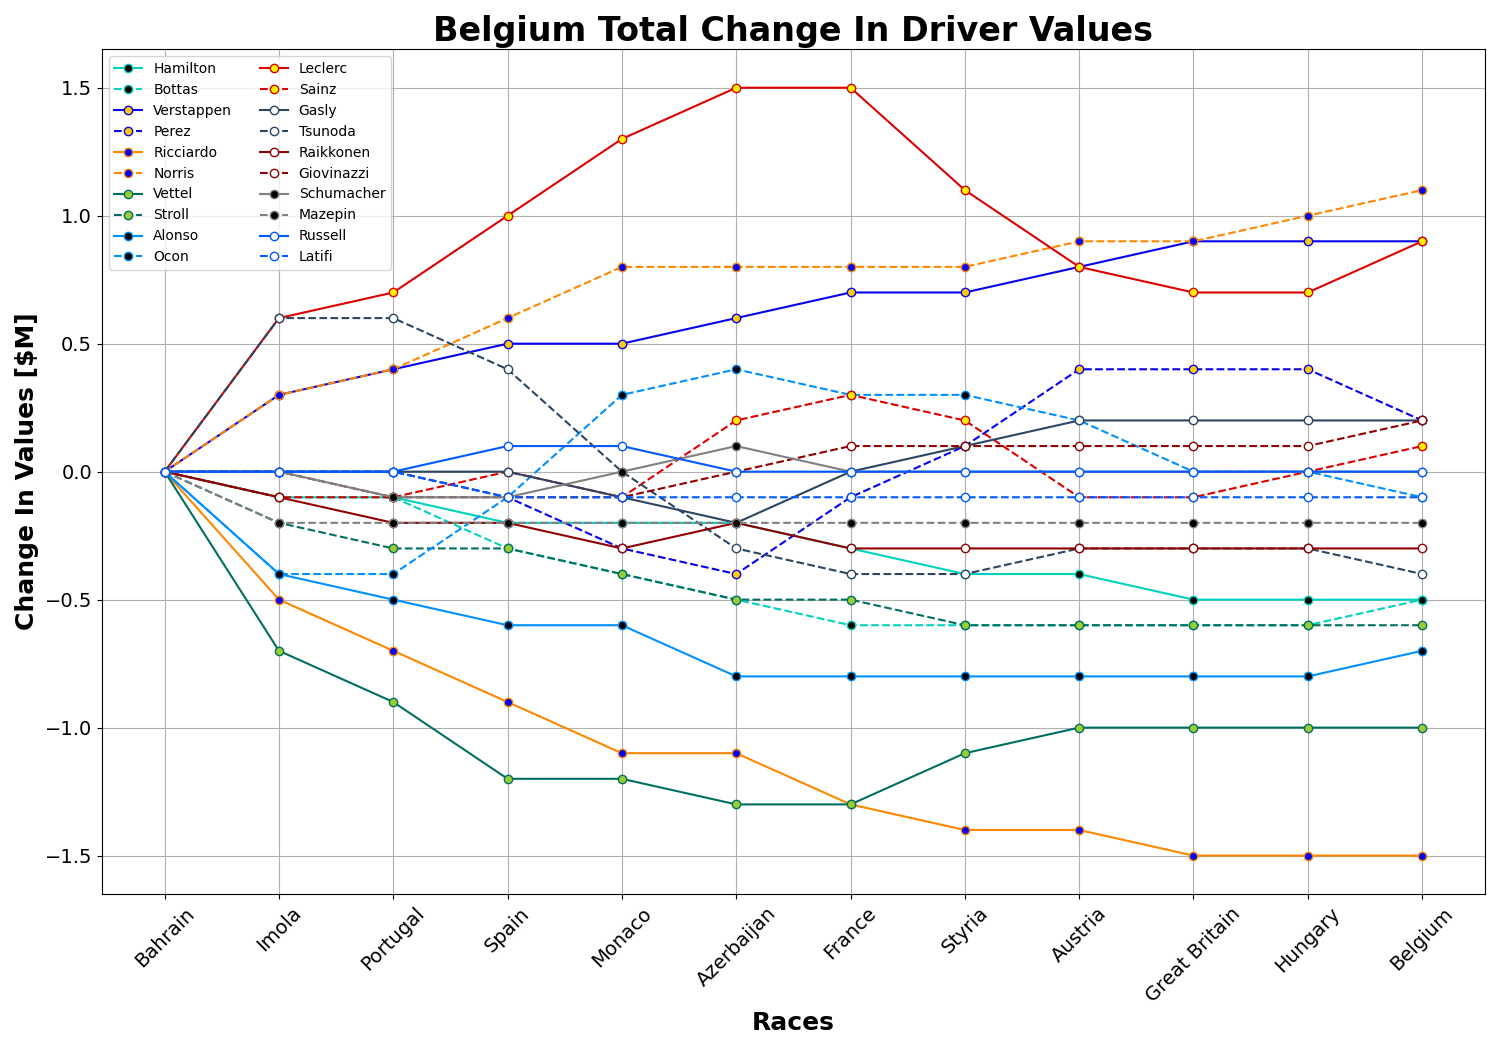 Belgium Total Change In Driver Values
Hamilton
Bottas
Verstappen
Perez
Ricciardo
Norris
Vettel
Stroll
Alonso
Ocon
Leclerc
Sainz
Gasly
Tsunoda
Raikkonen
Giovinazzi
Schumacher
Mazepin
Russell
Latifi
Change In Values [$M]
1.5
1.0
0.5
0.0
−0.5
−1.0
−1.5
Bahrain
Imola
Portugal
Spain
Monaco
Azerbaijan
France
Styria
Austria
Great Britain
Hungary
Belgium
Races